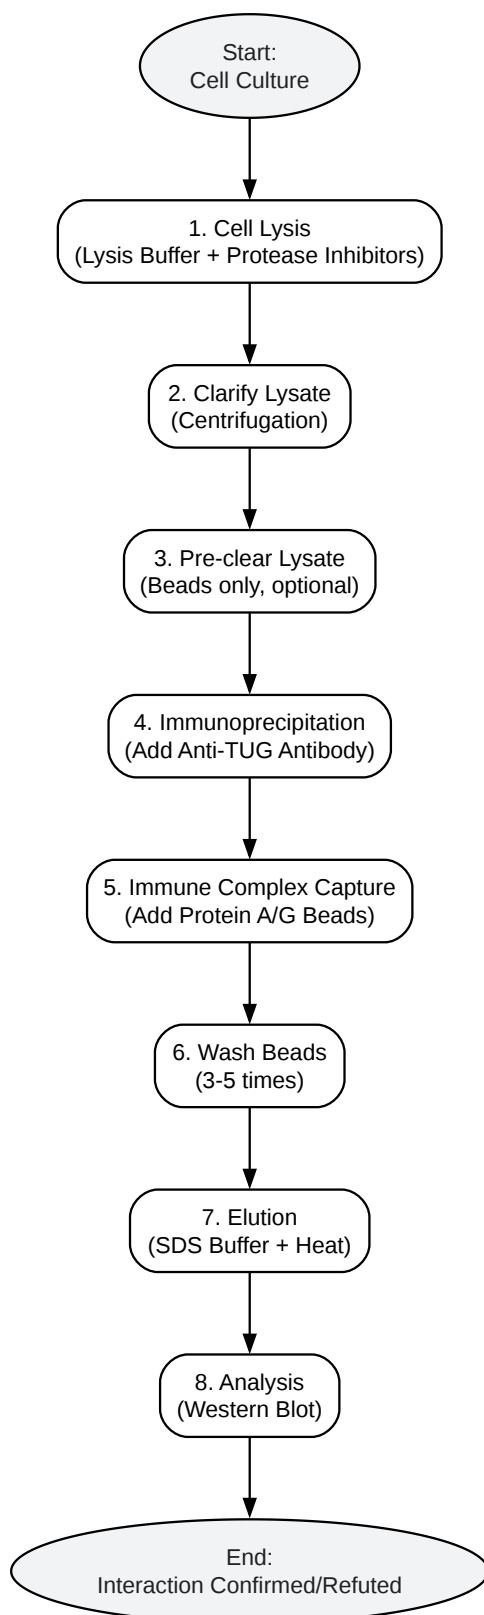 Start:
Cell Culture
1. Cell Lysis
(Lysis Buffer + Protease Inhibitors)
2. Clarify Lysate
(Centrifugation)
3. Pre-clear Lysate
(Beads only, optional)
4. Immunoprecipitation
(Add Anti-TUG Antibody)
5. Immune Complex Capture
(Add Protein A/G Beads)
6. Wash Beads
(3-5 times)
7. Elution
(SDS Buffer + Heat)
8. Analysis
(Western Blot)
End:
Interaction Confirmed/Refuted